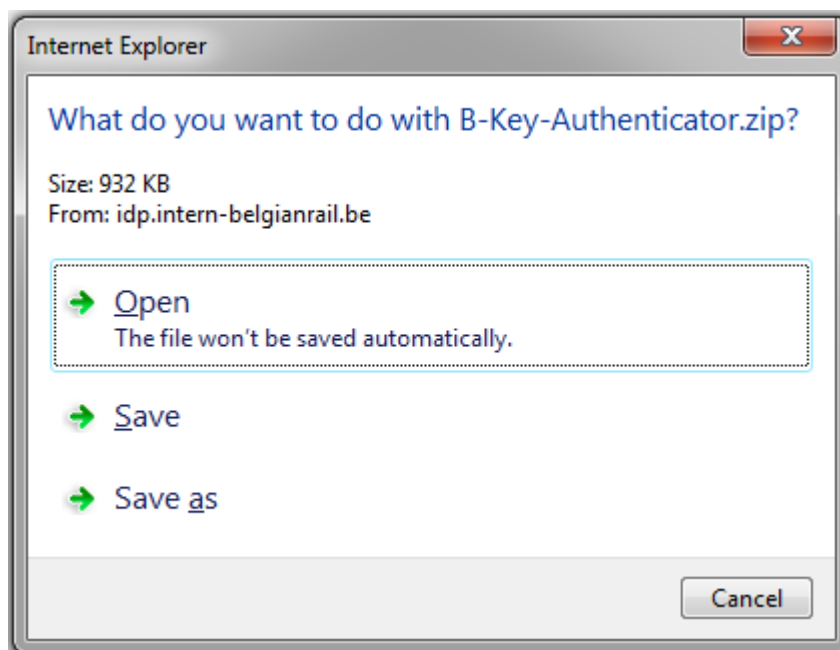 Internet Explorer
What do you want to do with B-Key-Authenticator.zip?
Size: 932 KB
From: idp.intern-belgianrail.be
Open
The file won't be saved automatically.
Save
Save as
Cancel